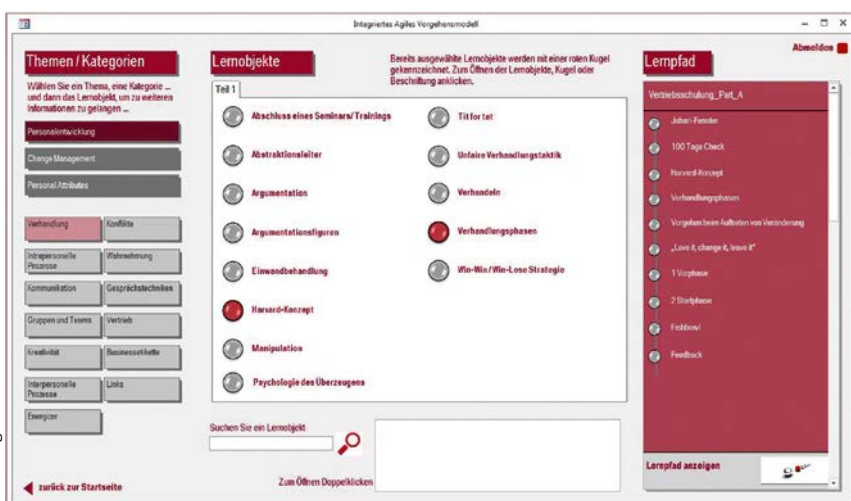 Integriertes Agiles Vorgehensmodell
Abmelden
Themen / Kategorien
Wählen Sie ein Thema, eine Kategorie ...
und dann das Lernobjekt, um zu weiteren
Informationen zu gelangen ...
Personalentwicklung
Change Management
Personal Attributes
Verhandlung
Konflikte
Intrapersonelle
Prozesse
Wahrnehmung
Kommunikation
Gesprächstechniken
Gruppen und Teams
Vertrieb
Kreativität
Businessetikette
Interpersonelle
Prozesse
Links
Energizer
zurück zur Startseite
Lernobjekte
Bereits ausgewählte Lernobjekte werden mit einer roten Kugel
gekennzeichnet. Zum Öffnen der Lernobjekte, Kugel oder
Beschriftung anklicken.
Teil 1
Abschluss eines Seminars/Trainings
Abstraktionsleiter
Argumentation
Argumentationsfiguren
Einwandbehandlung
Harvard-Konzept
Manipulation
Psychologie des Überzeugens
Tit for tat
Unfaire Verhandlungstaktik
Verhandeln
Verhandlungsphasen
Win-Win/Win-Lose Strategie
Suchen Sie ein Lernobjekt
Zum Öffnen Doppelklicken
Lernpfad
Vertriebsschulung_Part_A
Johari-Fenster
100 Tage Check
Harvard-Konzept
Verhandlungsphasen
Vorgehen beim Auftreten von Veränderung
„Love it, change it, leave it"
1 Vorphase
2 Startphase
Fishbowl
Feedback
Lernpfad anzeigen